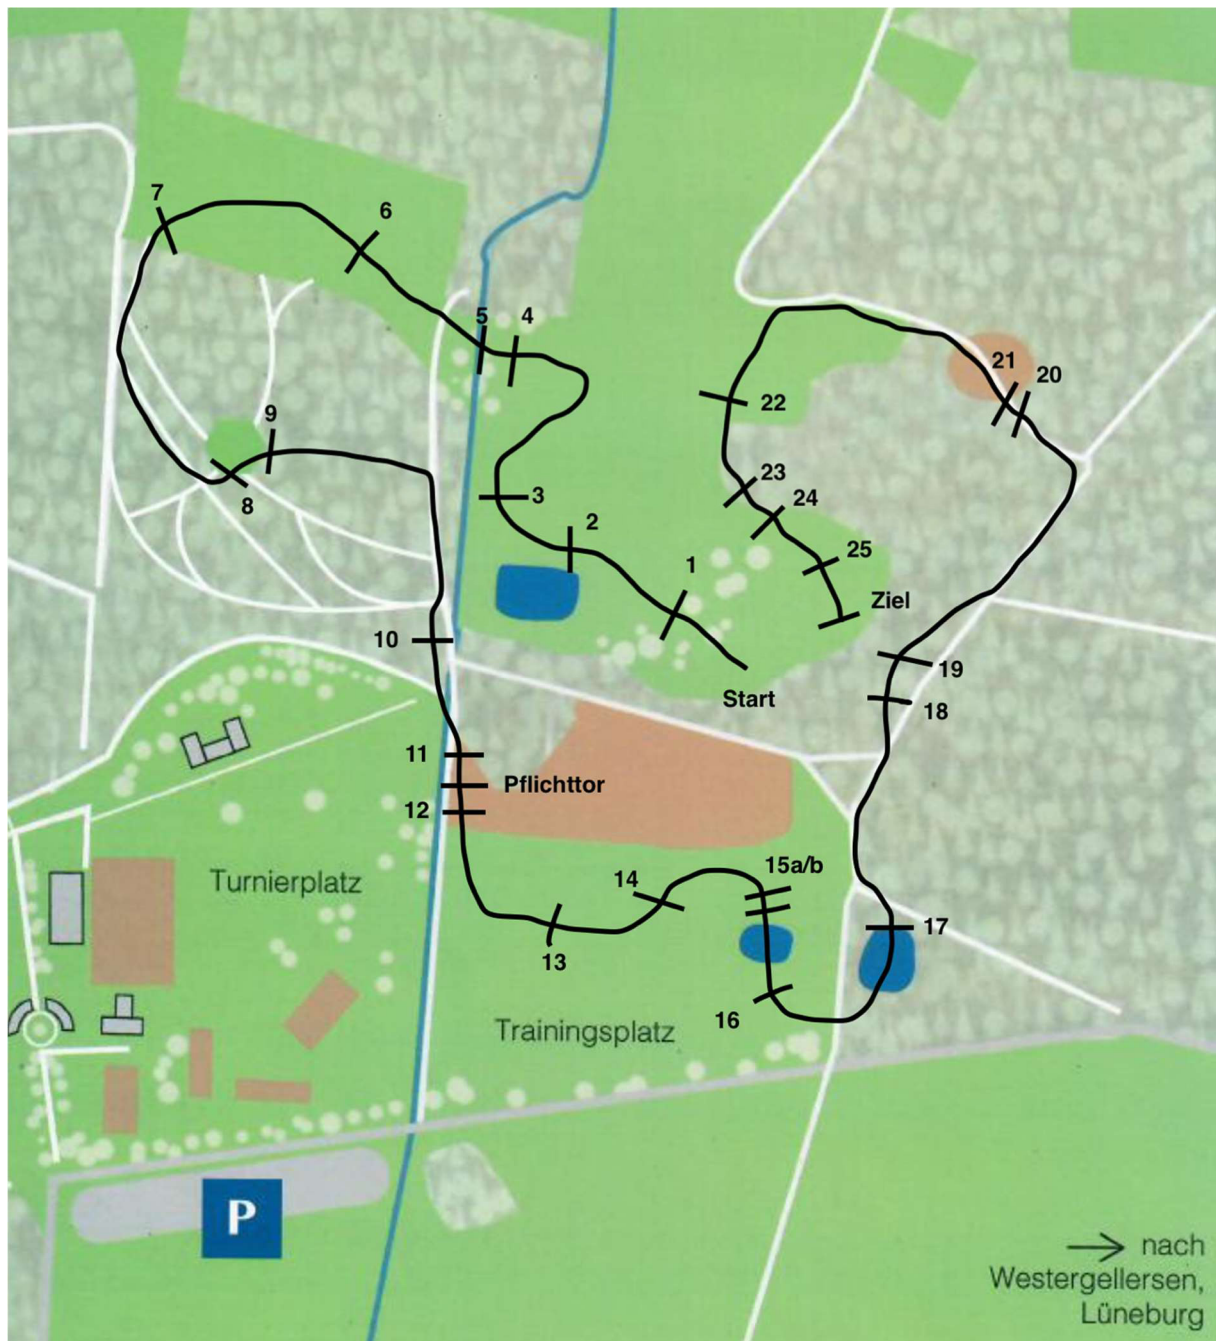 7
6
5
4
9
8
3
2
1
21
20
22
23
24
25
Ziel
10
19
18
Start
11
Pflichttor
12
Turnierplatz
14
15a/b
13
17
16
Trainingsplatz
P
→ nach
Westergellersen,
Lüneburg